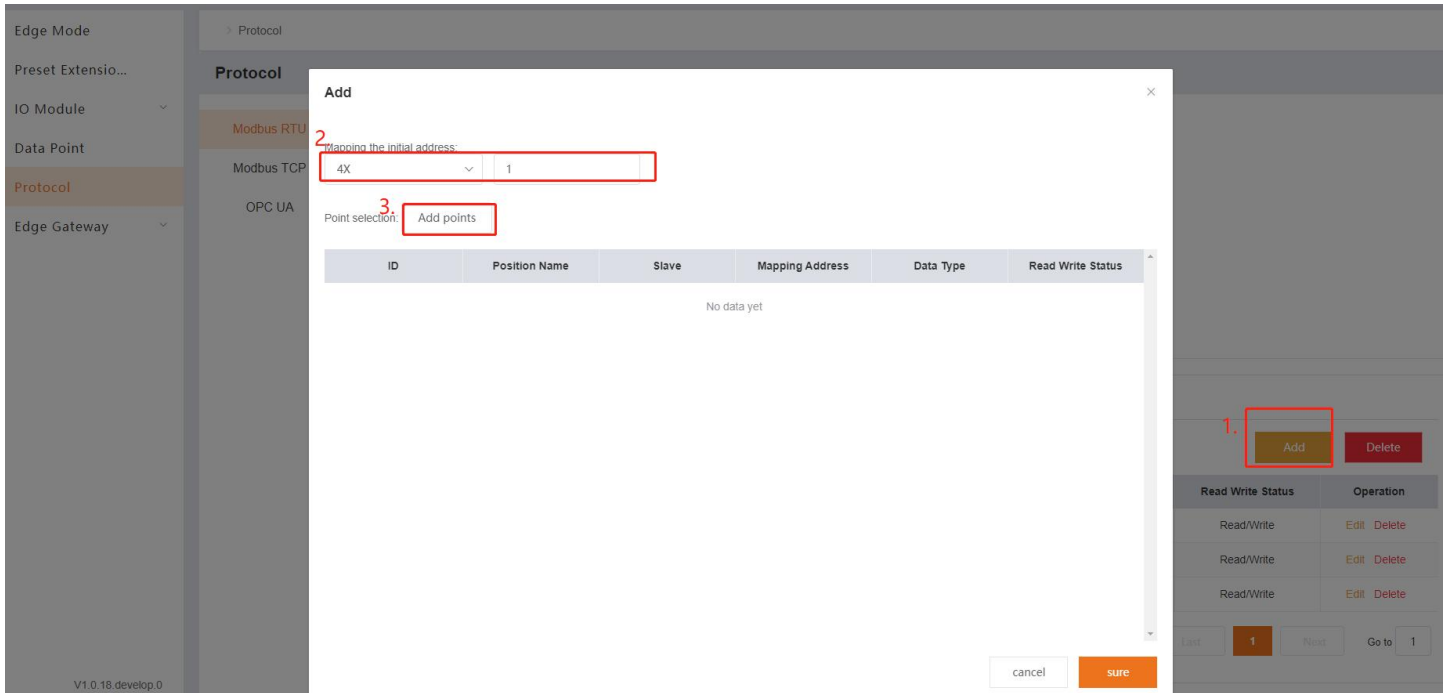 Edge Mode
Preset Extensio...
IO Module
Data Point
Protocol
Edge Gateway
V1.0.18.develop.0
> Protocol
Protocol
Modbus RTU
Modbus TCP
OPC UA
Add
×
2.
Mapping the initial address:
4X 1
3.
Point selection: Add points
ID Position Name Slave Mapping Address Data Type Read Write Status
No data yet
cancel sure
1.
Add Delete
Read Write Status Operation
Read/Write Edit Delete
Read/Write Edit Delete
Read/Write Edit Delete
Last 1 Next Go to 1